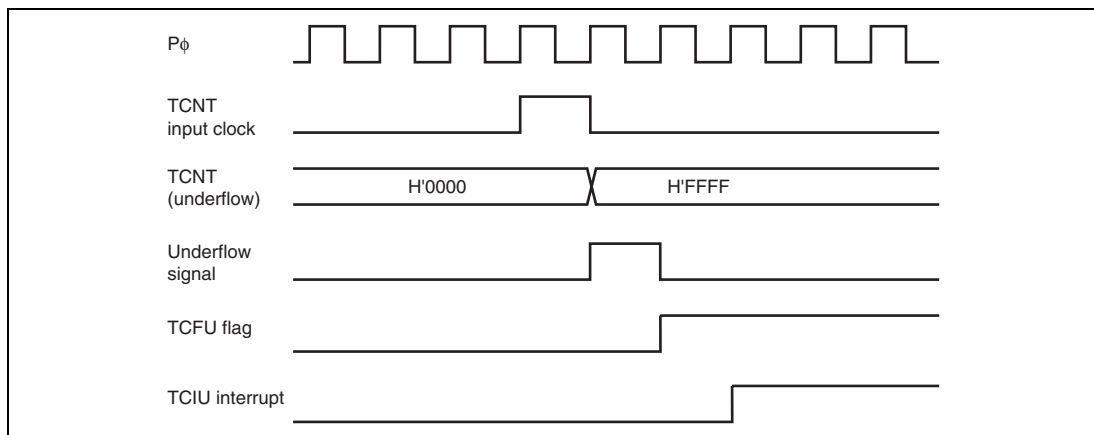 Pϕ
TCNT
input clock
TCNT
(underflow)
H'0000
H'FFFF
Underflow
signal
TCFU flag
TCIU interrupt